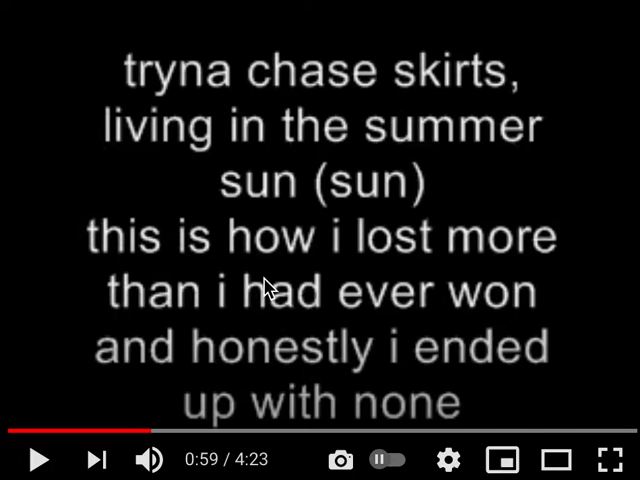 tryna chase skirts,
living in the summer
sun (sun)
this is how i lost more
than i had ever won
and honestly i ended
up with none
0:59 / 4:23